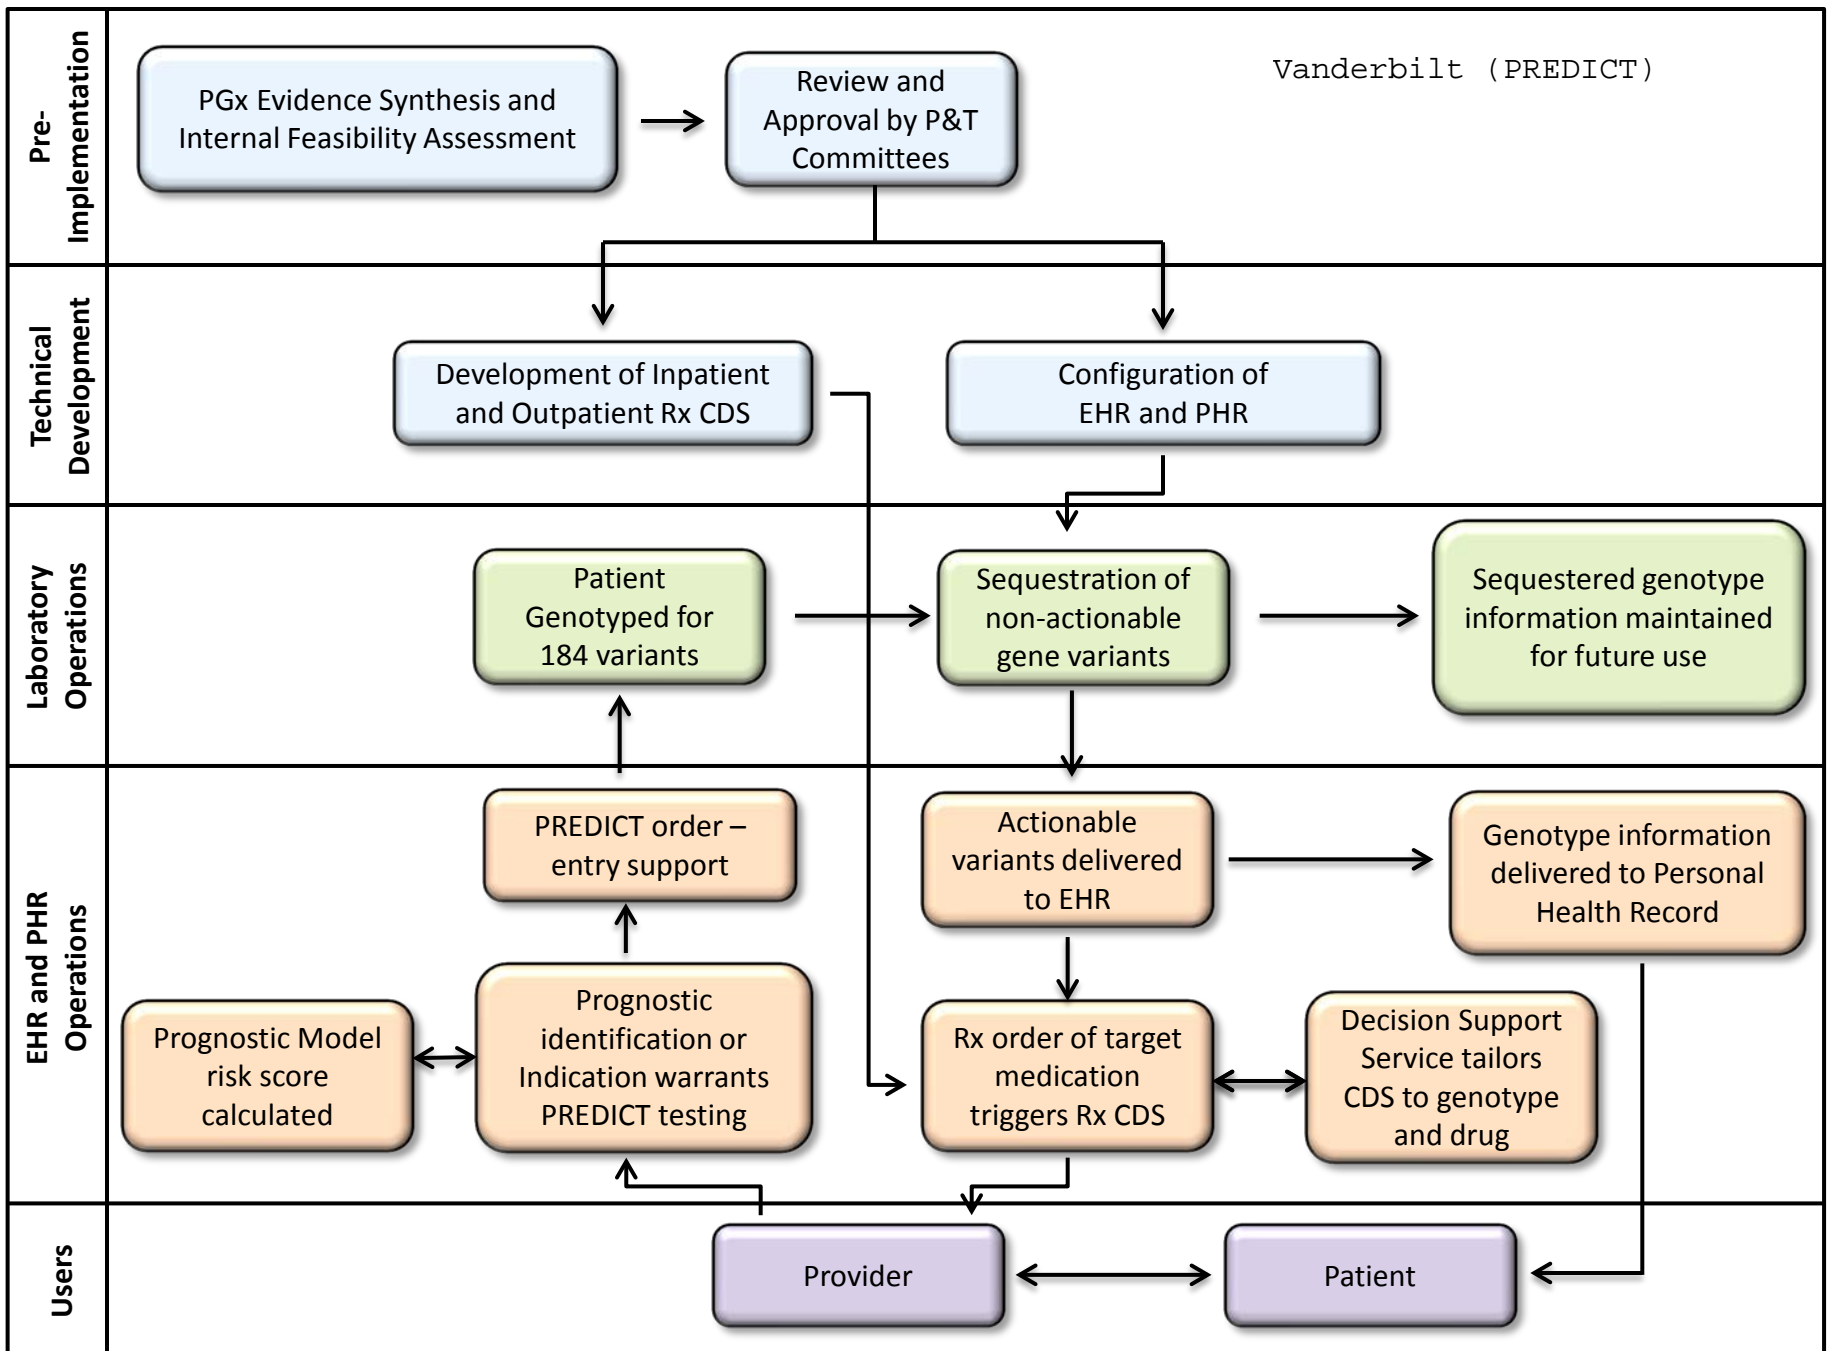 Pre-
Implementation
PGx Evidence Synthesis and
Internal Feasibility Assessment
Review and
Approval by P&T
Committees
Vanderbilt (PREDICT)
Technical
Development
Development of Inpatient
and Outpatient Rx CDS
Configuration of
EHR and PHR
Laboratory
Operations
Patient
Genotyped for
184 variants
Sequestration of
non-actionable
gene variants
Sequestered genotype
information maintained
for future use
EHR and PHR
Operations
PREDICT order –
entry support
Actionable
variants delivered
to EHR
Genotype information
delivered to Personal
Health Record
Prognostic Model
risk score
calculated
Prognostic
identification or
Indication warrants
PREDICT testing
Rx order of target
medication
triggers Rx CDS
Decision Support
Service tailors
CDS to genotype
and drug
Users
Provider
Patient